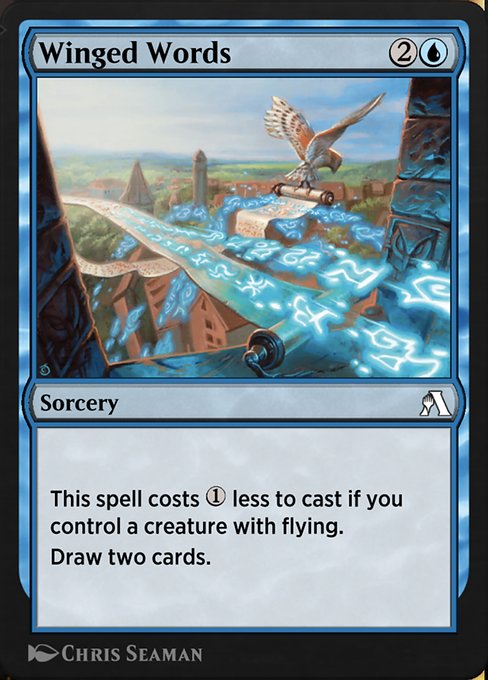 Winged Words 2
Sorcery
This spell costs 1 less to cast if you
control a creature with flying.
Draw two cards.
CHRIS SEAMAN